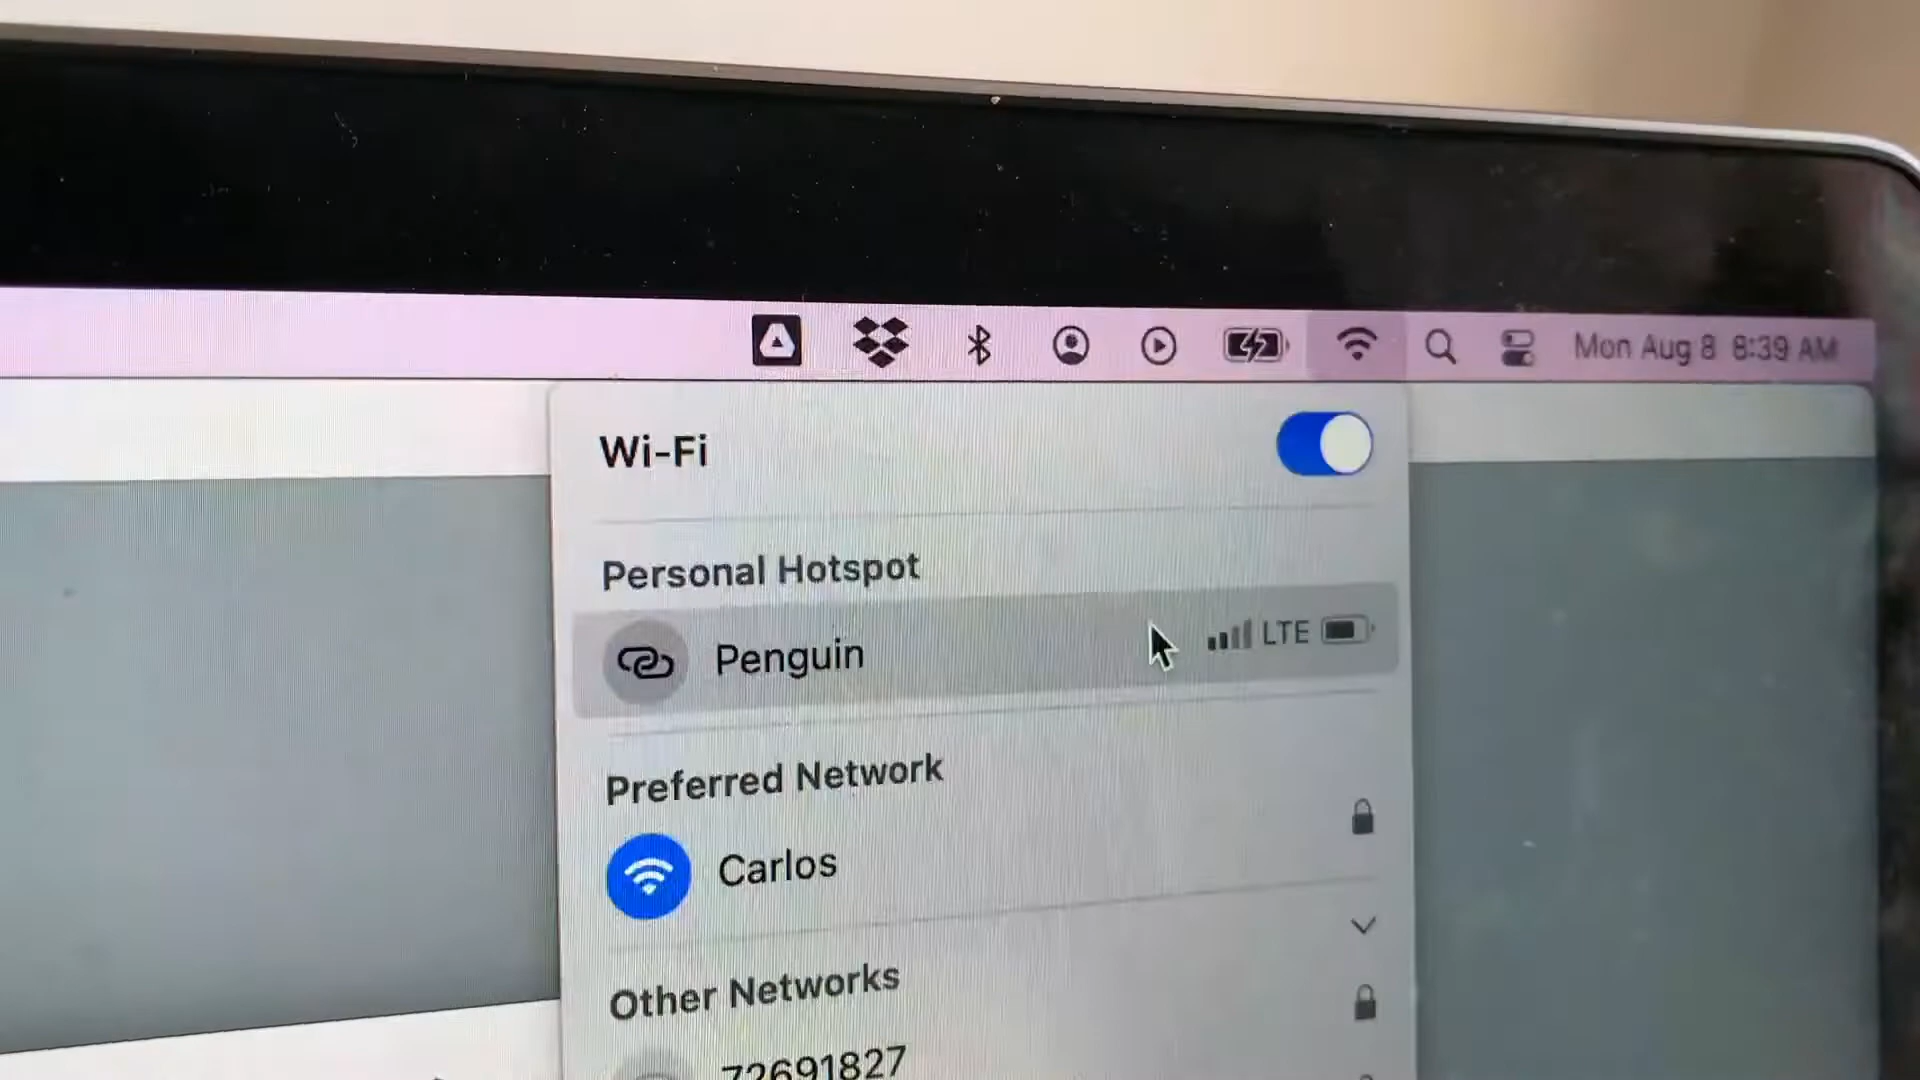 Mon Aug 8 8:39 AM
Wi-Fi
Personal Hotspot
Penguin LTE
Preferred Network
Carlos
Other Networks
72691827